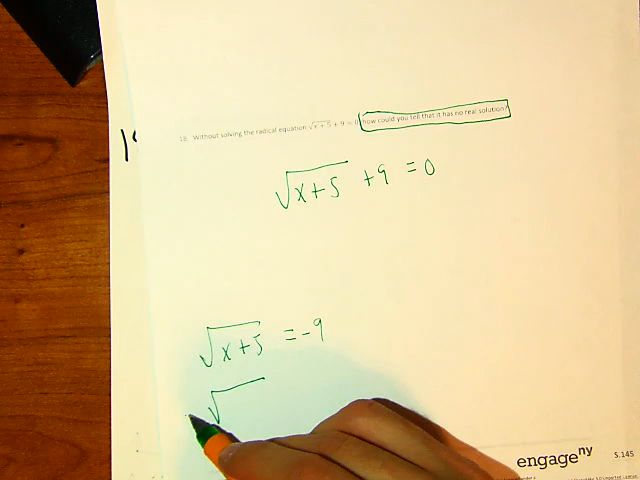 18. Without solving the radical equation √x + 5 + 9 = 0, how could you tell that it has no real solution?
√x+5 +9 = 0
√x+5 = -9
√
engageny
S.145